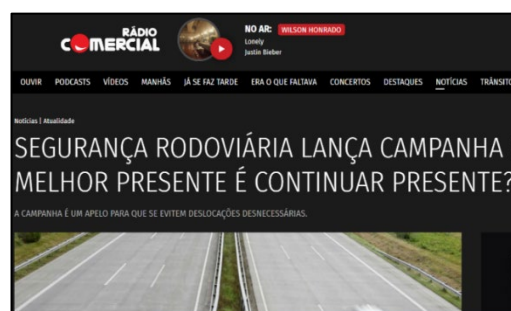 RÁDIO
COMERCIAL
NO AR: WILSON HONRADO
Lonely
Justin Bieber
OUVIR PODCASTS VÍDEOS MANHÃS JÁ SE FAZ TARDE ERA O QUE FALTAVA CONCERTOS DESTAQUES NOTÍCIAS TRÂNSITO
Notícias | Atualidade
SEGURANÇA RODOVIÁRIA LANÇA CAMPANHA
MELHOR PRESENTE É CONTINUAR PRESENTE?
A CAMPANHA É UM APELO PARA QUE SE EVITEM DESLOCAÇÕES DESNECESSÁRIAS.